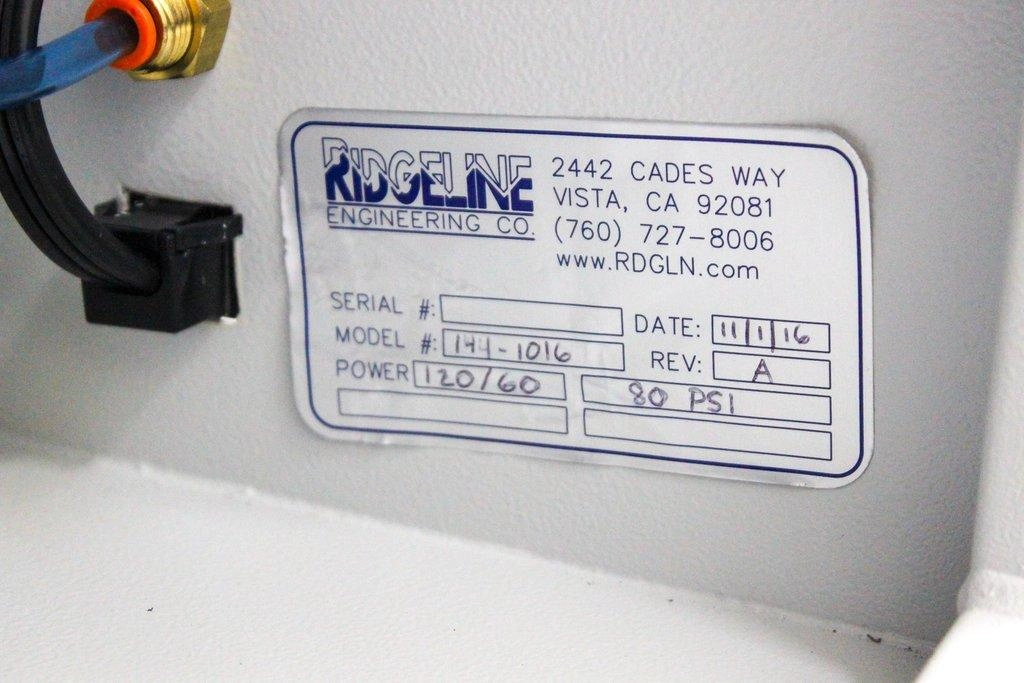 RIDGELINE
ENGINEERING CO.
2442 CADES WAY
VISTA, CA 92081
(760) 727-8006
www.RDGLN.com
SERIAL #:
DATE: 11/1/16
MODEL #: 144-1016
REV: A
POWER 120/60
80 PSI